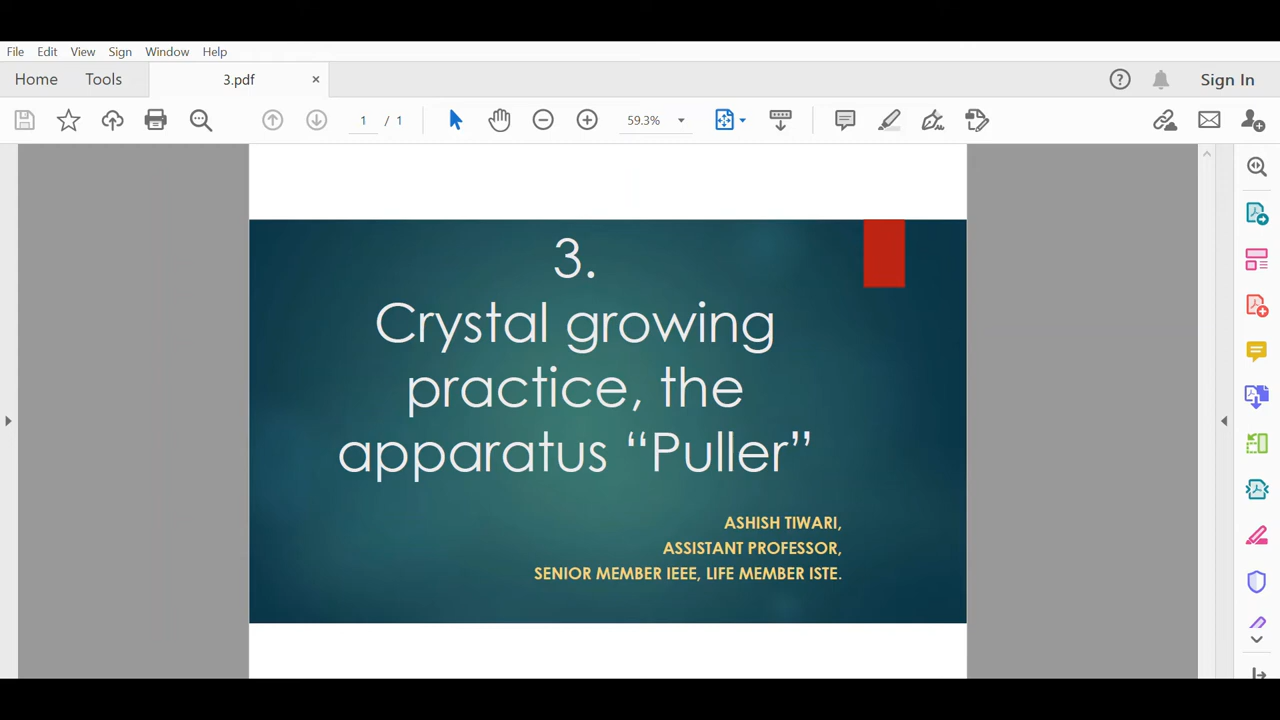 File Edit View Sign Window Help
Home Tools 3.pdf × Sign In
1 / 1 59.3%
3.
Crystal growing
practice, the
apparatus “Puller”
ASHISH TIWARI,
ASSISTANT PROFESSOR,
SENIOR MEMBER IEEE, LIFE MEMBER ISTE.